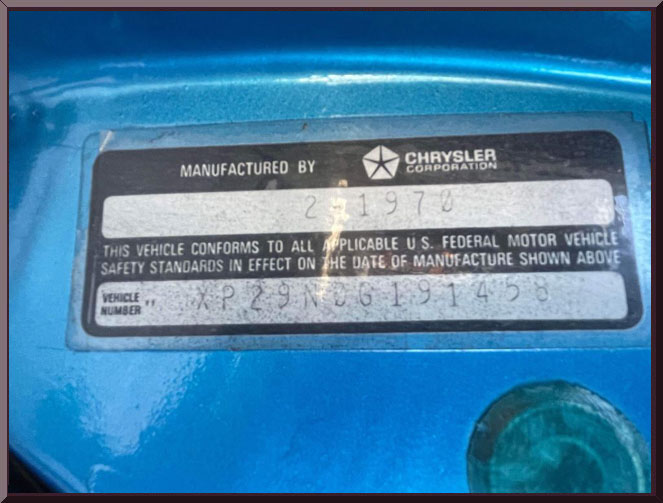 MANUFACTURED BY CHRYSLER CORPORATION
2-1970
THIS VEHICLE CONFORMS TO ALL APPLICABLE U.S. FEDERAL MOTOR VEHICLE
SAFETY STANDARDS IN EFFECT ON THE DATE OF MANUFACTURE SHOWN ABOVE
VEHICLE NUMBER XP29N0G191458